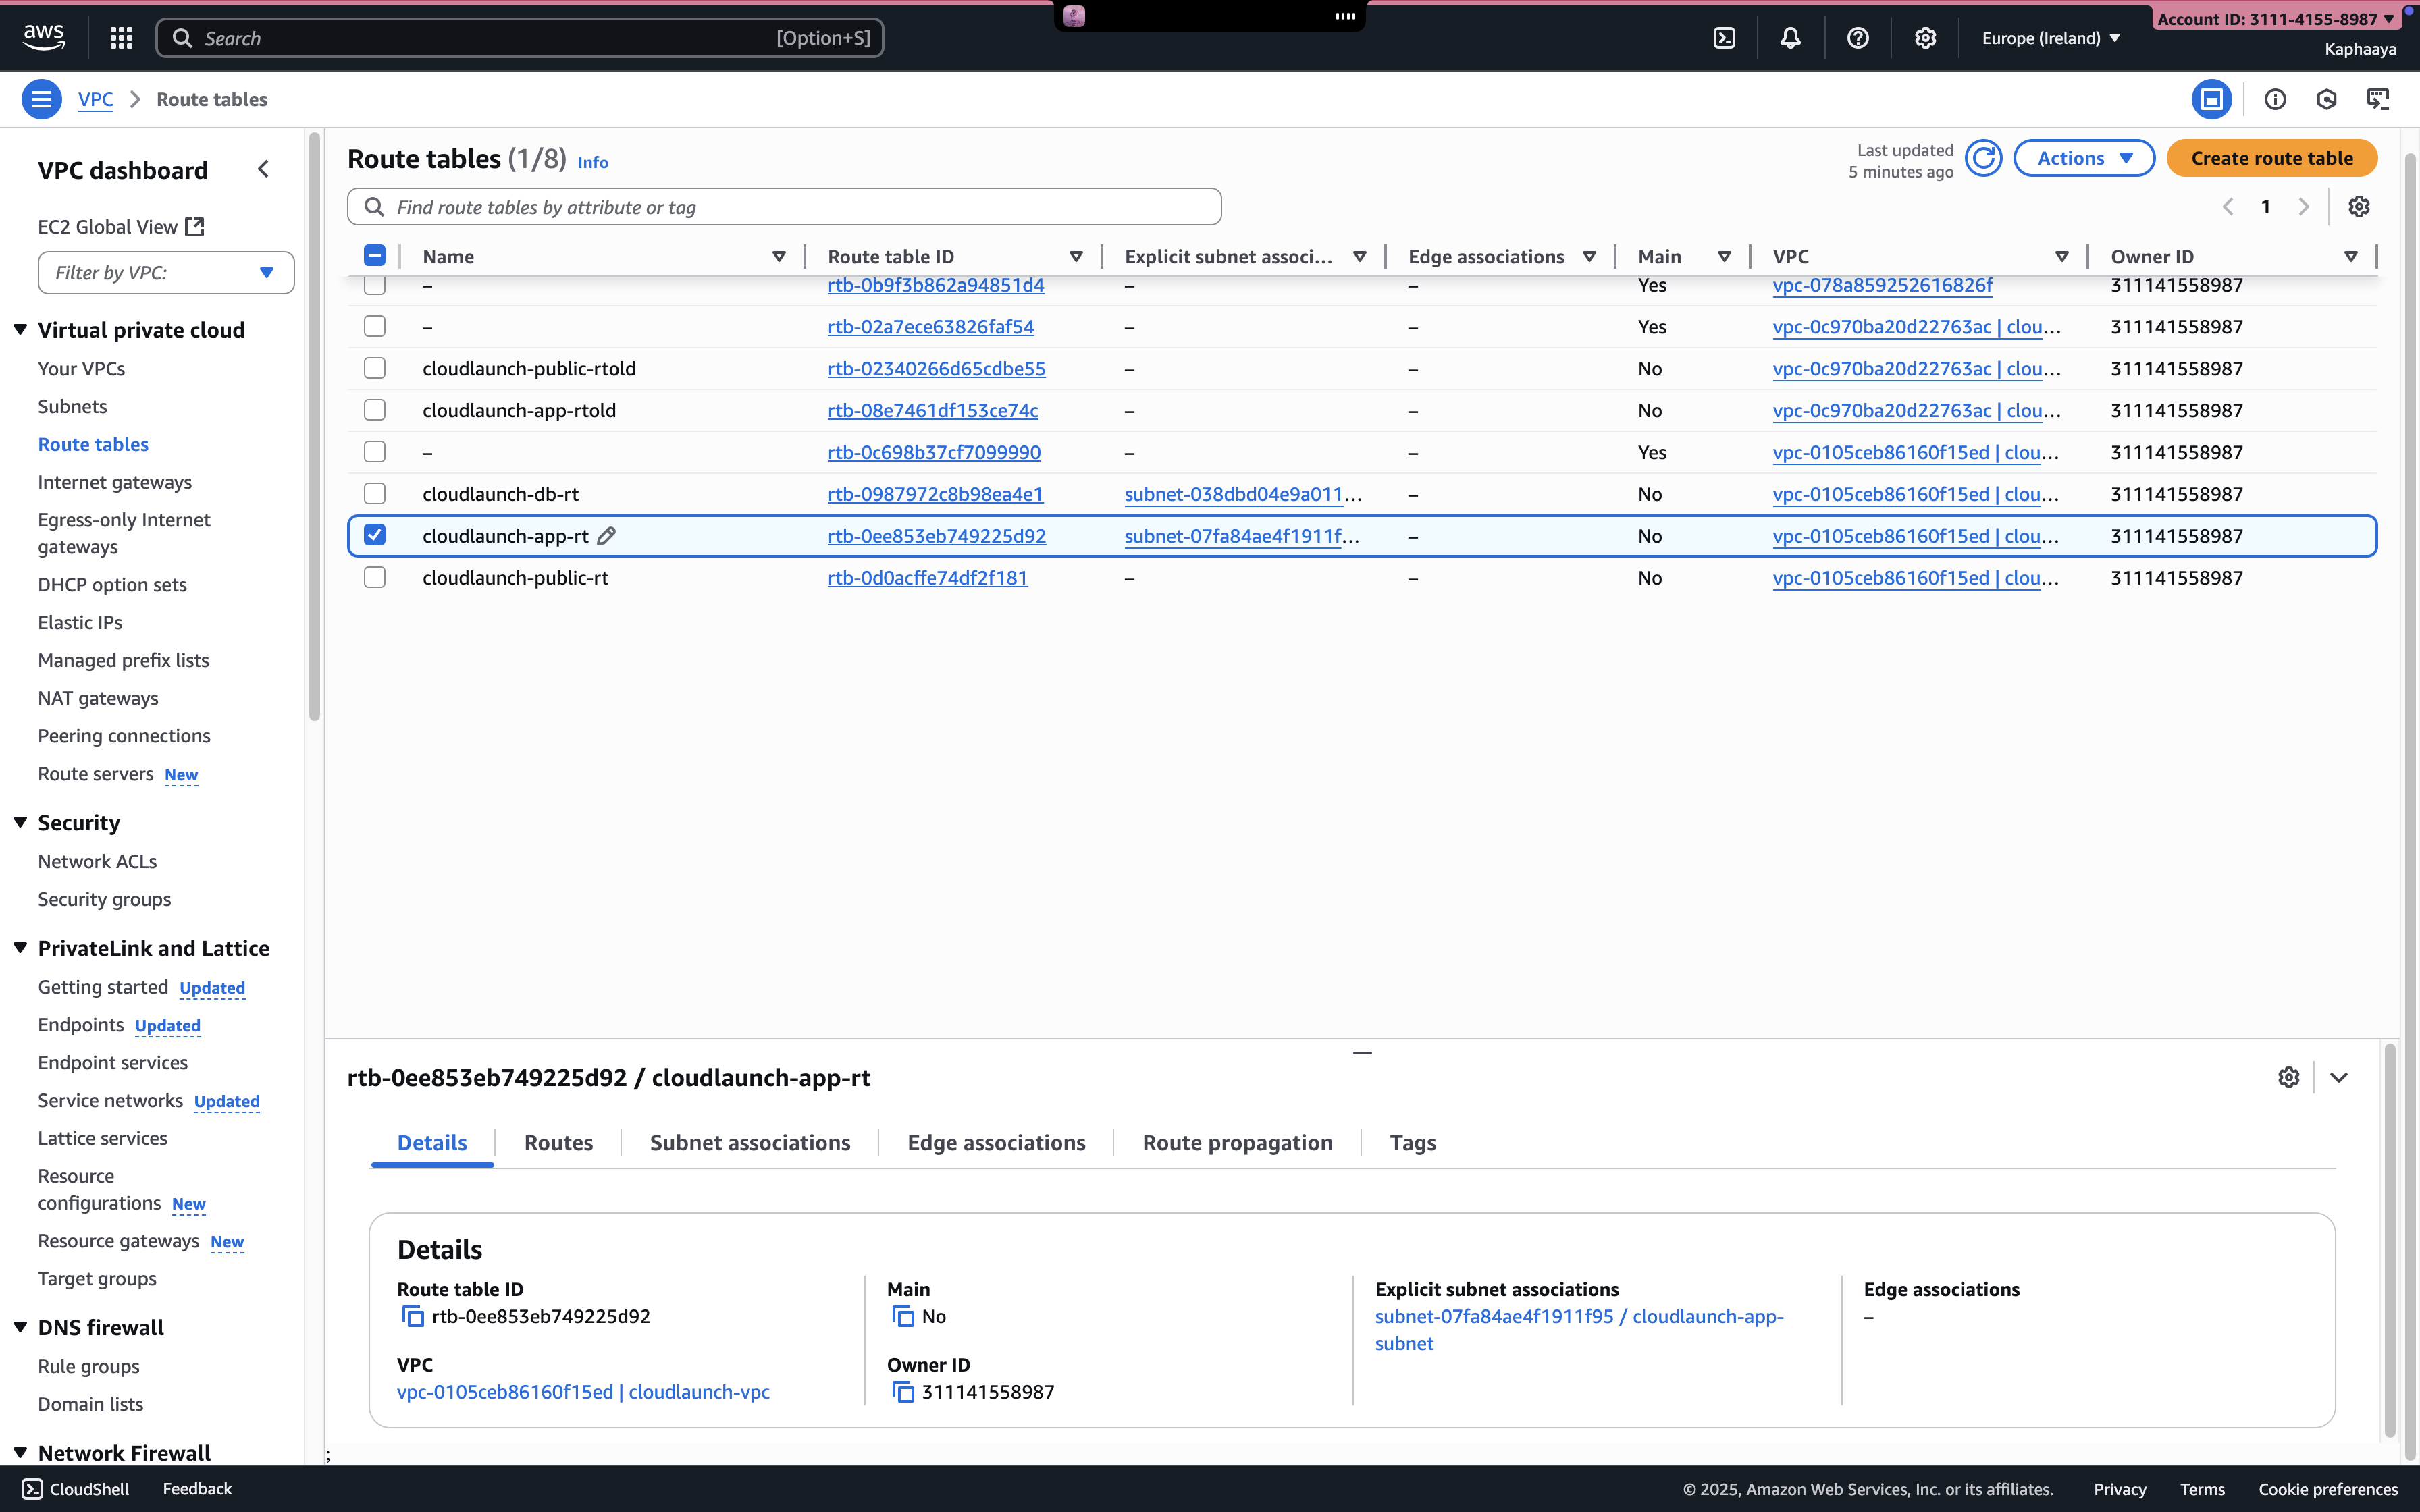 aws
Search
[Option+S]
Europe (Ireland)
Account ID: 3111-4155-8987
Kaphaaya
VPC
Route tables
VPC dashboard
EC2 Global View
Filter by VPC:
Virtual private cloud
Your VPCs
Subnets
Route tables
Internet gateways
Egress-only Internet
gateways
DHCP option sets
Elastic IPs
Managed prefix lists
NAT gateways
Peering connections
Route servers New
Security
Network ACLs
Security groups
PrivateLink and Lattice
Getting started Updated
Endpoints Updated
Endpoint services
Service networks Updated
Lattice services
Resource
configurations New
Resource gateways New
Target groups
DNS firewall
Rule groups
Domain lists
Network Firewall
Route tables (1/8) Info
Last updated
5 minutes ago
Actions
Create route table
Find route tables by attribute or tag
1
Name Route table ID Explicit subnet associ... Edge associations Main VPC Owner ID
– rtb-0b9f3b862a94851d4 – – Yes vpc-078a859252616826f 311141558987
– rtb-02a7ece63826faf54 – – Yes vpc-0c970ba20d22763ac | clou... 311141558987
cloudlaunch-public-rtold rtb-02340266d65cdbe55 – – No vpc-0c970ba20d22763ac | clou... 311141558987
cloudlaunch-app-rtold rtb-08e7461df153ce74c – – No vpc-0c970ba20d22763ac | clou... 311141558987
– rtb-0c698b37cf7099990 – – Yes vpc-0105ceb86160f15ed | clou... 311141558987
cloudlaunch-db-rt rtb-0987972c8b98ea4e1 subnet-038dbd04e9a011... – No vpc-0105ceb86160f15ed | clou... 311141558987
cloudlaunch-app-rt rtb-0ee853eb749225d92 subnet-07fa84ae4f1911f... – No vpc-0105ceb86160f15ed | clou... 311141558987
cloudlaunch-public-rt rtb-0d0acffe74df2f181 – – No vpc-0105ceb86160f15ed | clou... 311141558987
rtb-0ee853eb749225d92 / cloudlaunch-app-rt
Details Routes Subnet associations Edge associations Route propagation Tags
Details
Route table ID
rtb-0ee853eb749225d92
Main
No
Explicit subnet associations
subnet-07fa84ae4f1911f95 / cloudlaunch-app-
subnet
Edge associations
–
VPC
vpc-0105ceb86160f15ed | cloudlaunch-vpc
Owner ID
311141558987
;
CloudShell Feedback
© 2025, Amazon Web Services, Inc. or its affiliates. Privacy Terms Cookie preferences